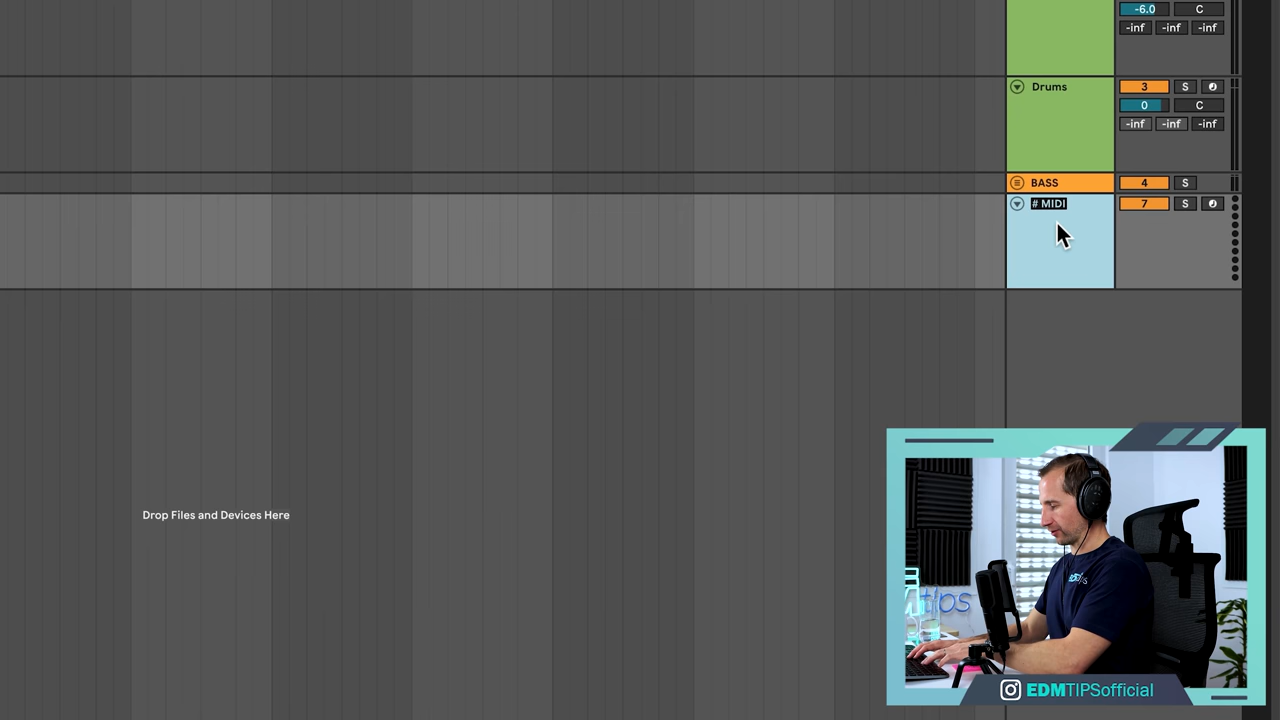 -6.0 C
-inf -inf -inf
Drums 3 S
0 C
-inf -inf -inf
BASS 4 S
# MIDI 7 S
Drop Files and Devices Here
tips
EDMTIPSofficial